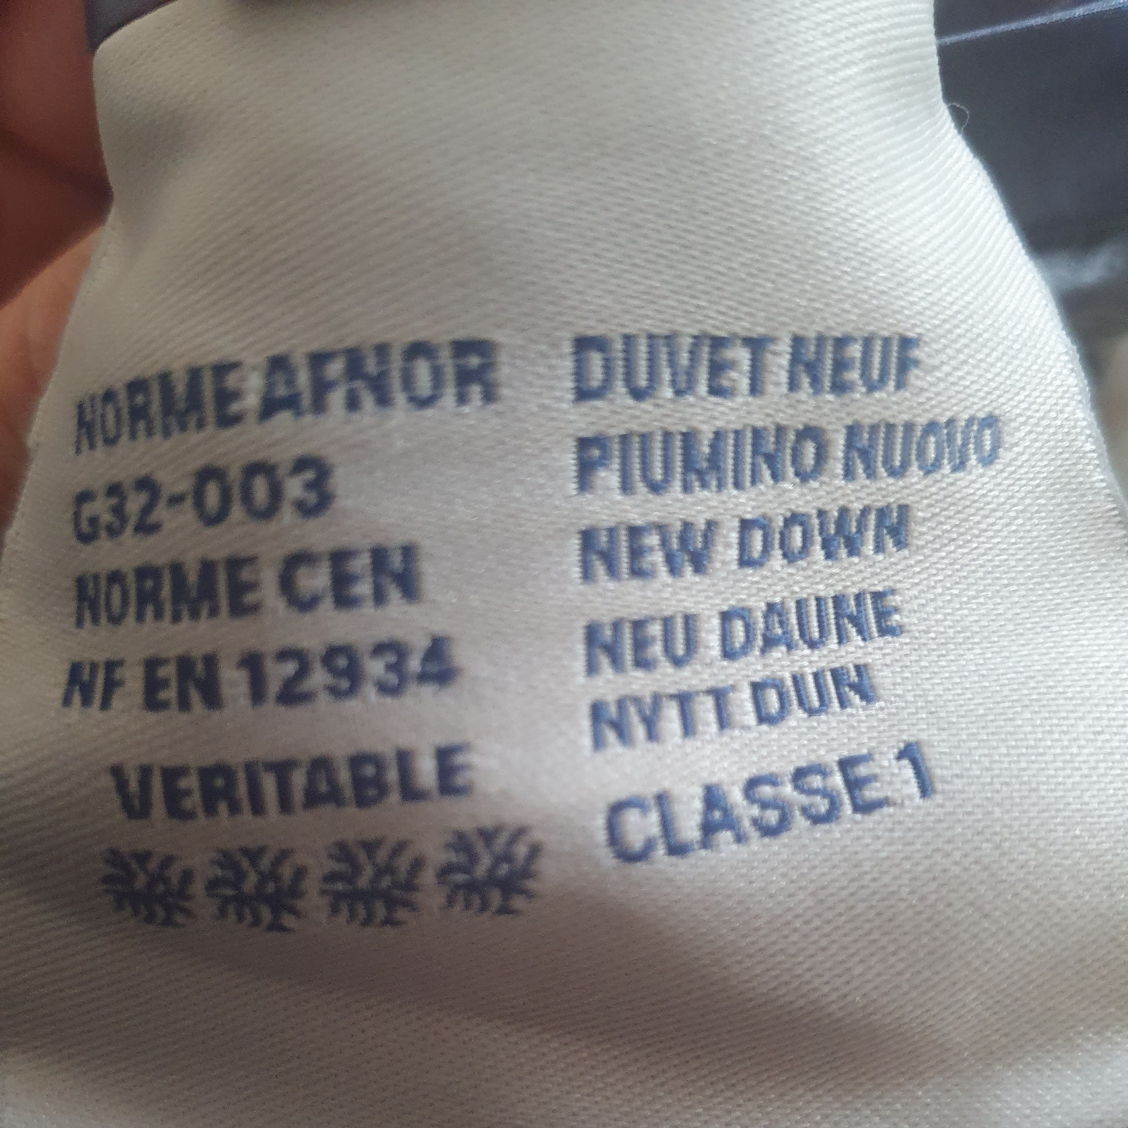 NORME AFNOR
G32-003
NORME CEN
NF EN 12934
VERITABLE
DUVET NEUF
PIUMINO NUOVO
NEW DOWN
NEU DAUNE
NYTT DUN
CLASSE 1